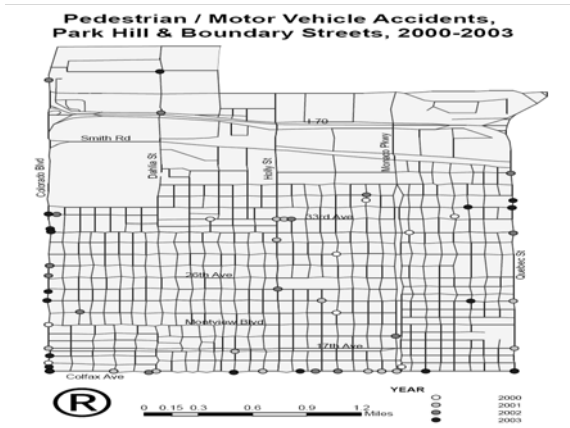 Pedestrian / Motor Vehicle Accidents,
Park Hill & Boundary Streets, 2000-2003
I-70
Smith Rd
Colorado Blvd
Dahlia St
Holly St
Monaco Pkwy
33rd Ave
Quebec St
26th Ave
Montview Blvd
17th Ave
Colfax Ave
YEAR
2000
2001
2002
2003
R
0 0.15 0.3 0.6 0.9 1.2
Miles